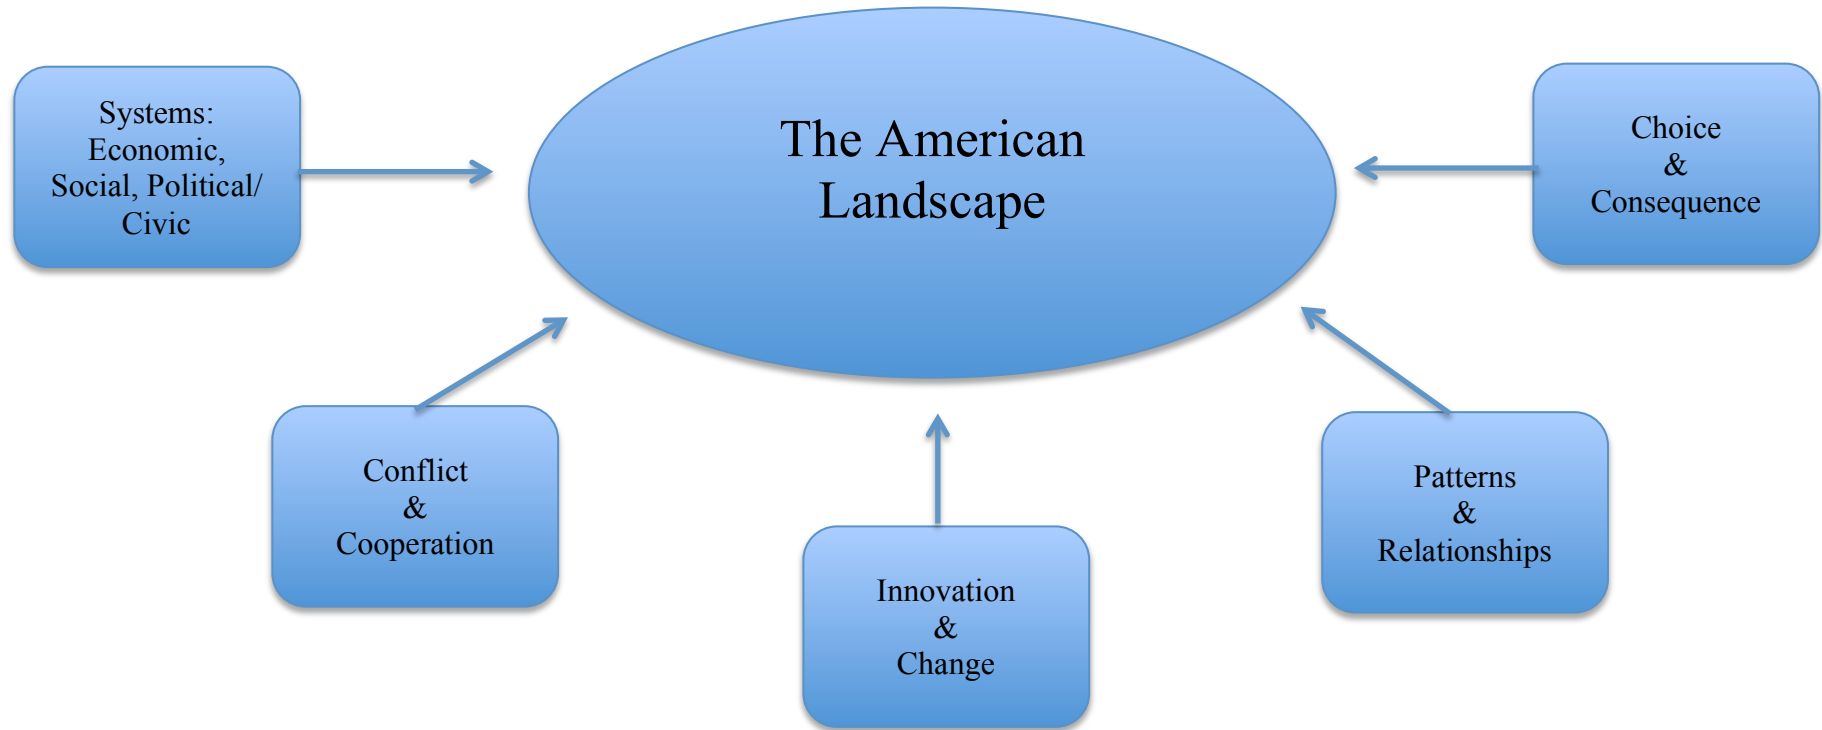 The American
Landscape
Systems:
Economic,
Social, Political/
Civic
Conflict
&
Cooperation
Innovation
&
Change
Patterns
&
Relationships
Choice
&
Consequence